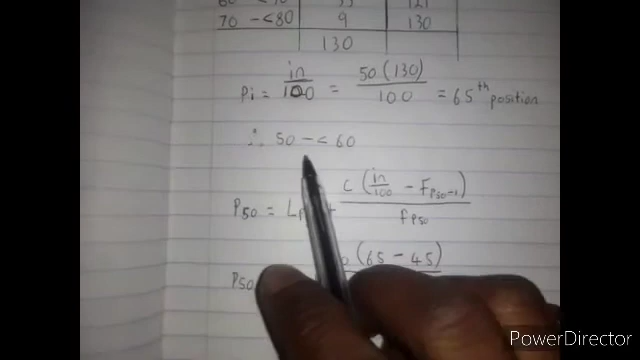 70 - <80 9 130
130
Pi = in/100 = 50(130)/100 = 65th position
∴ 50 - < 60
P50 = L + c(in/100 - FP50-1)/fP50
P50 (65 - 45)
PowerDirector